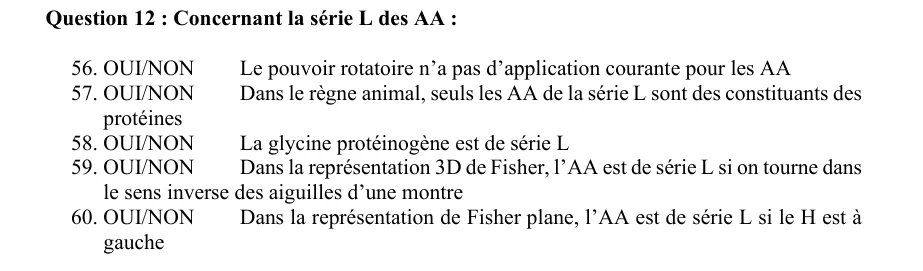 Question 12 : Concernant la série L des AA :
56. OUI/NON Le pouvoir rotatoire n’a pas d’application courante pour les AA
57. OUI/NON Dans le règne animal, seuls les AA de la série L sont des constituants des
protéines
58. OUI/NON La glycine protéinogène est de série L
59. OUI/NON Dans la représentation 3D de Fisher, l’AA est de série L si on tourne dans
le sens inverse des aiguilles d’une montre
60. OUI/NON Dans la représentation de Fisher plane, l’AA est de série L si le H est à
gauche